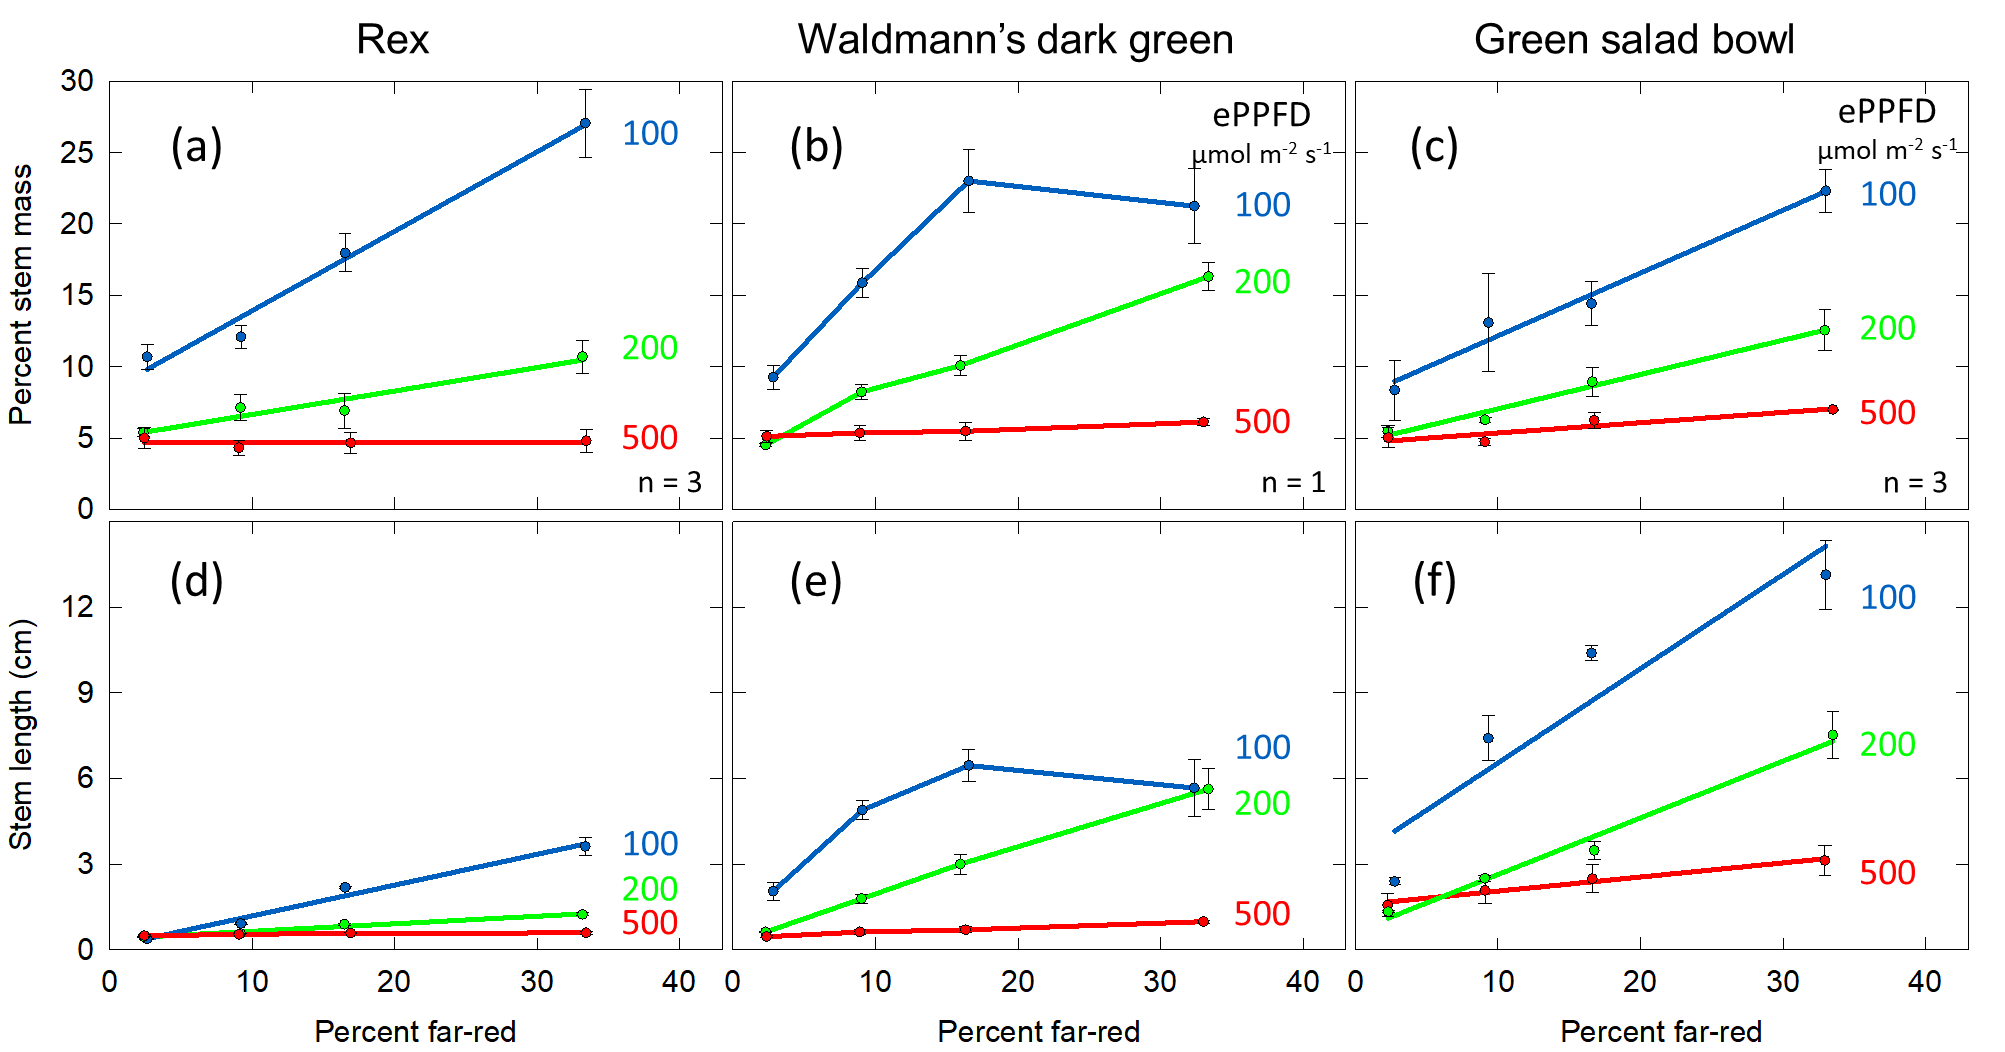 Rex
Waldmann’s dark green
Green salad bowl
Percent stem mass
30
25
20
15
10
5
0
(a)
100
200
500
n = 3
(b)
ePPFD
µmol m⁻² s⁻¹
100
200
500
n = 1
(c)
ePPFD
µmol m⁻² s⁻¹
100
200
500
n = 3
Stem length (cm)
12
9
6
3
0
(d)
100
200
500
(e)
100
200
500
(f)
100
200
500
0 10 20 30 40
0 10 20 30 40
0 10 20 30 40
Percent far-red
Percent far-red
Percent far-red